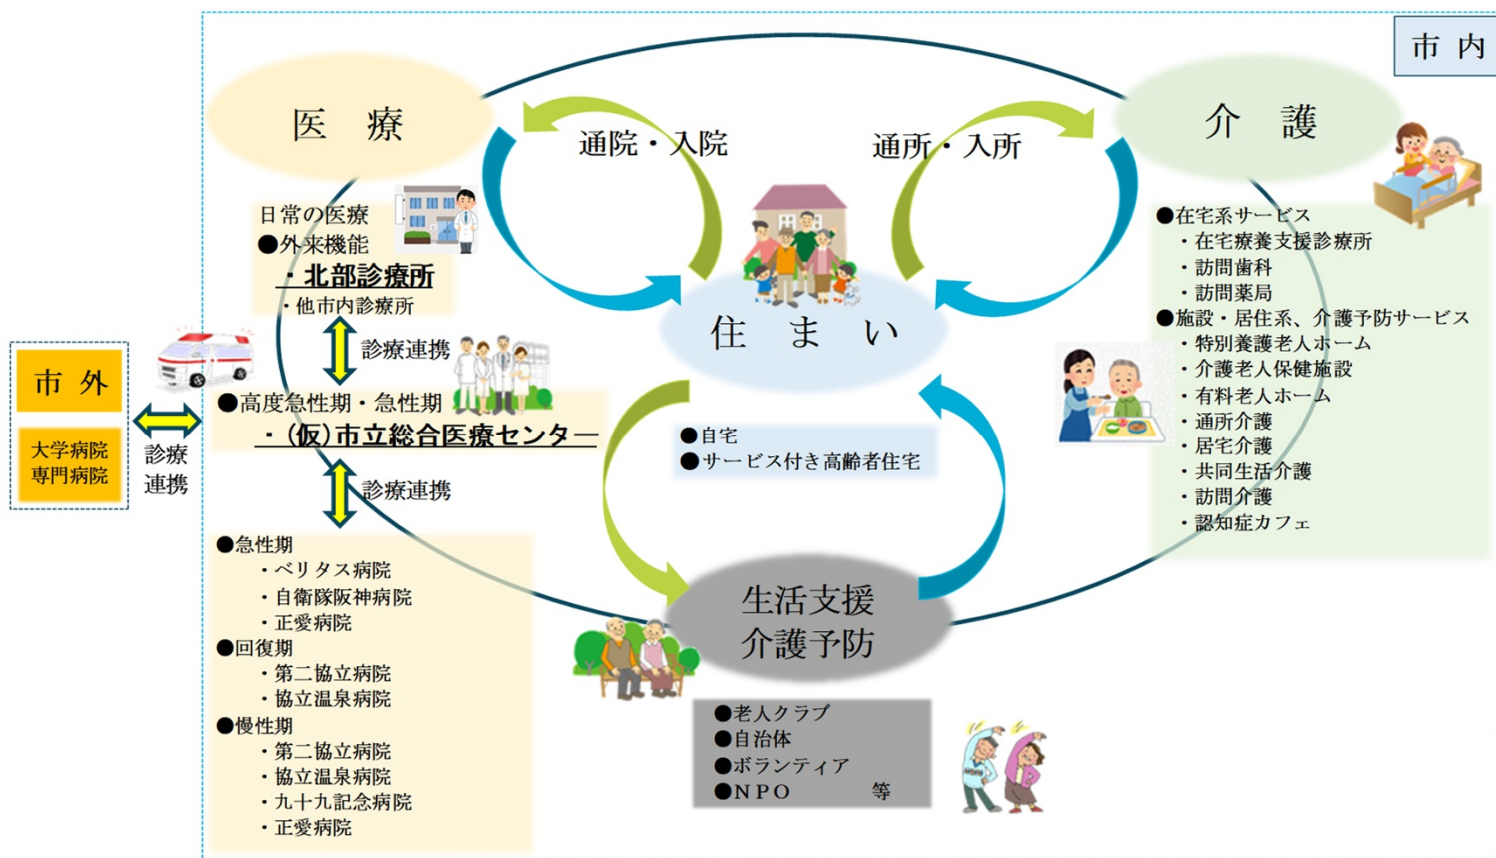 市 内
医 療
介 護
通院・入院
通所・入所
日常の医療
●外来機能
・北部診療所
・他市内診療所
診療連携
●高度急性期・急性期
・(仮)市立総合医療センター
診療連携
市 外
大学病院
専門病院
診療
連携
●急性期
・ベリタス病院
・自衛隊阪神病院
・正愛病院
●回復期
・第二協立病院
・協立温泉病院
●慢性期
・第二協立病院
・協立温泉病院
・九十九記念病院
・正愛病院
住 ま い
●自宅
●サービス付き高齢者住宅
生活支援
介護予防
●老人クラブ
●自治体
●ボランティア
●NPO 等
●在宅系サービス
・在宅療養支援診療所
・訪問歯科
・訪問薬局
●施設・居住系、介護予防サービス
・特別養護老人ホーム
・介護老人保健施設
・有料老人ホーム
・通所介護
・居宅介護
・共同生活介護
・訪問介護
・認知症カフェ